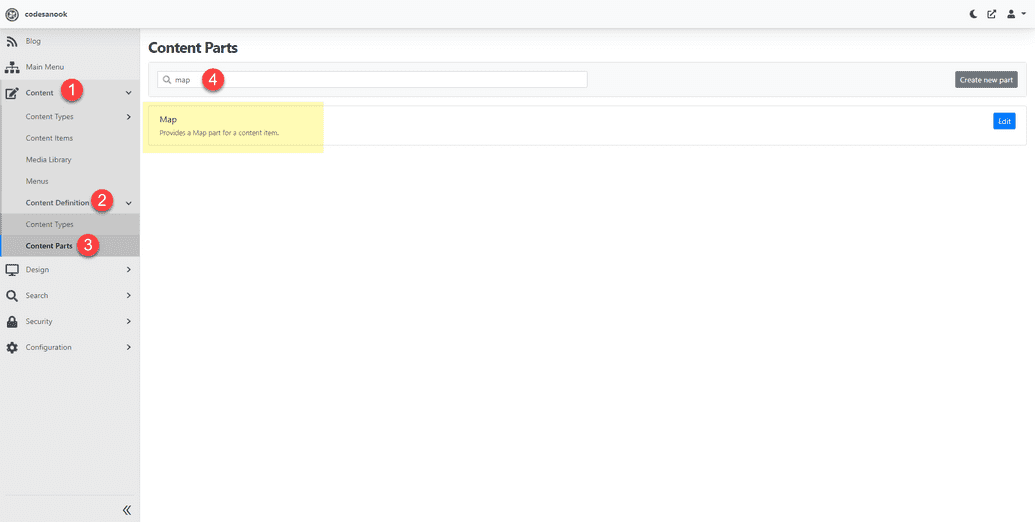 codesanook
Blog
Main Menu
Content 1
Content Types
Content Items
Media Library
Menus
Content Definition 2
Content Types
Content Parts 3
Design
Search
Security
Configuration
Content Parts
map 4
Create new part
Map
Edit
Provides a Map part for a content item.